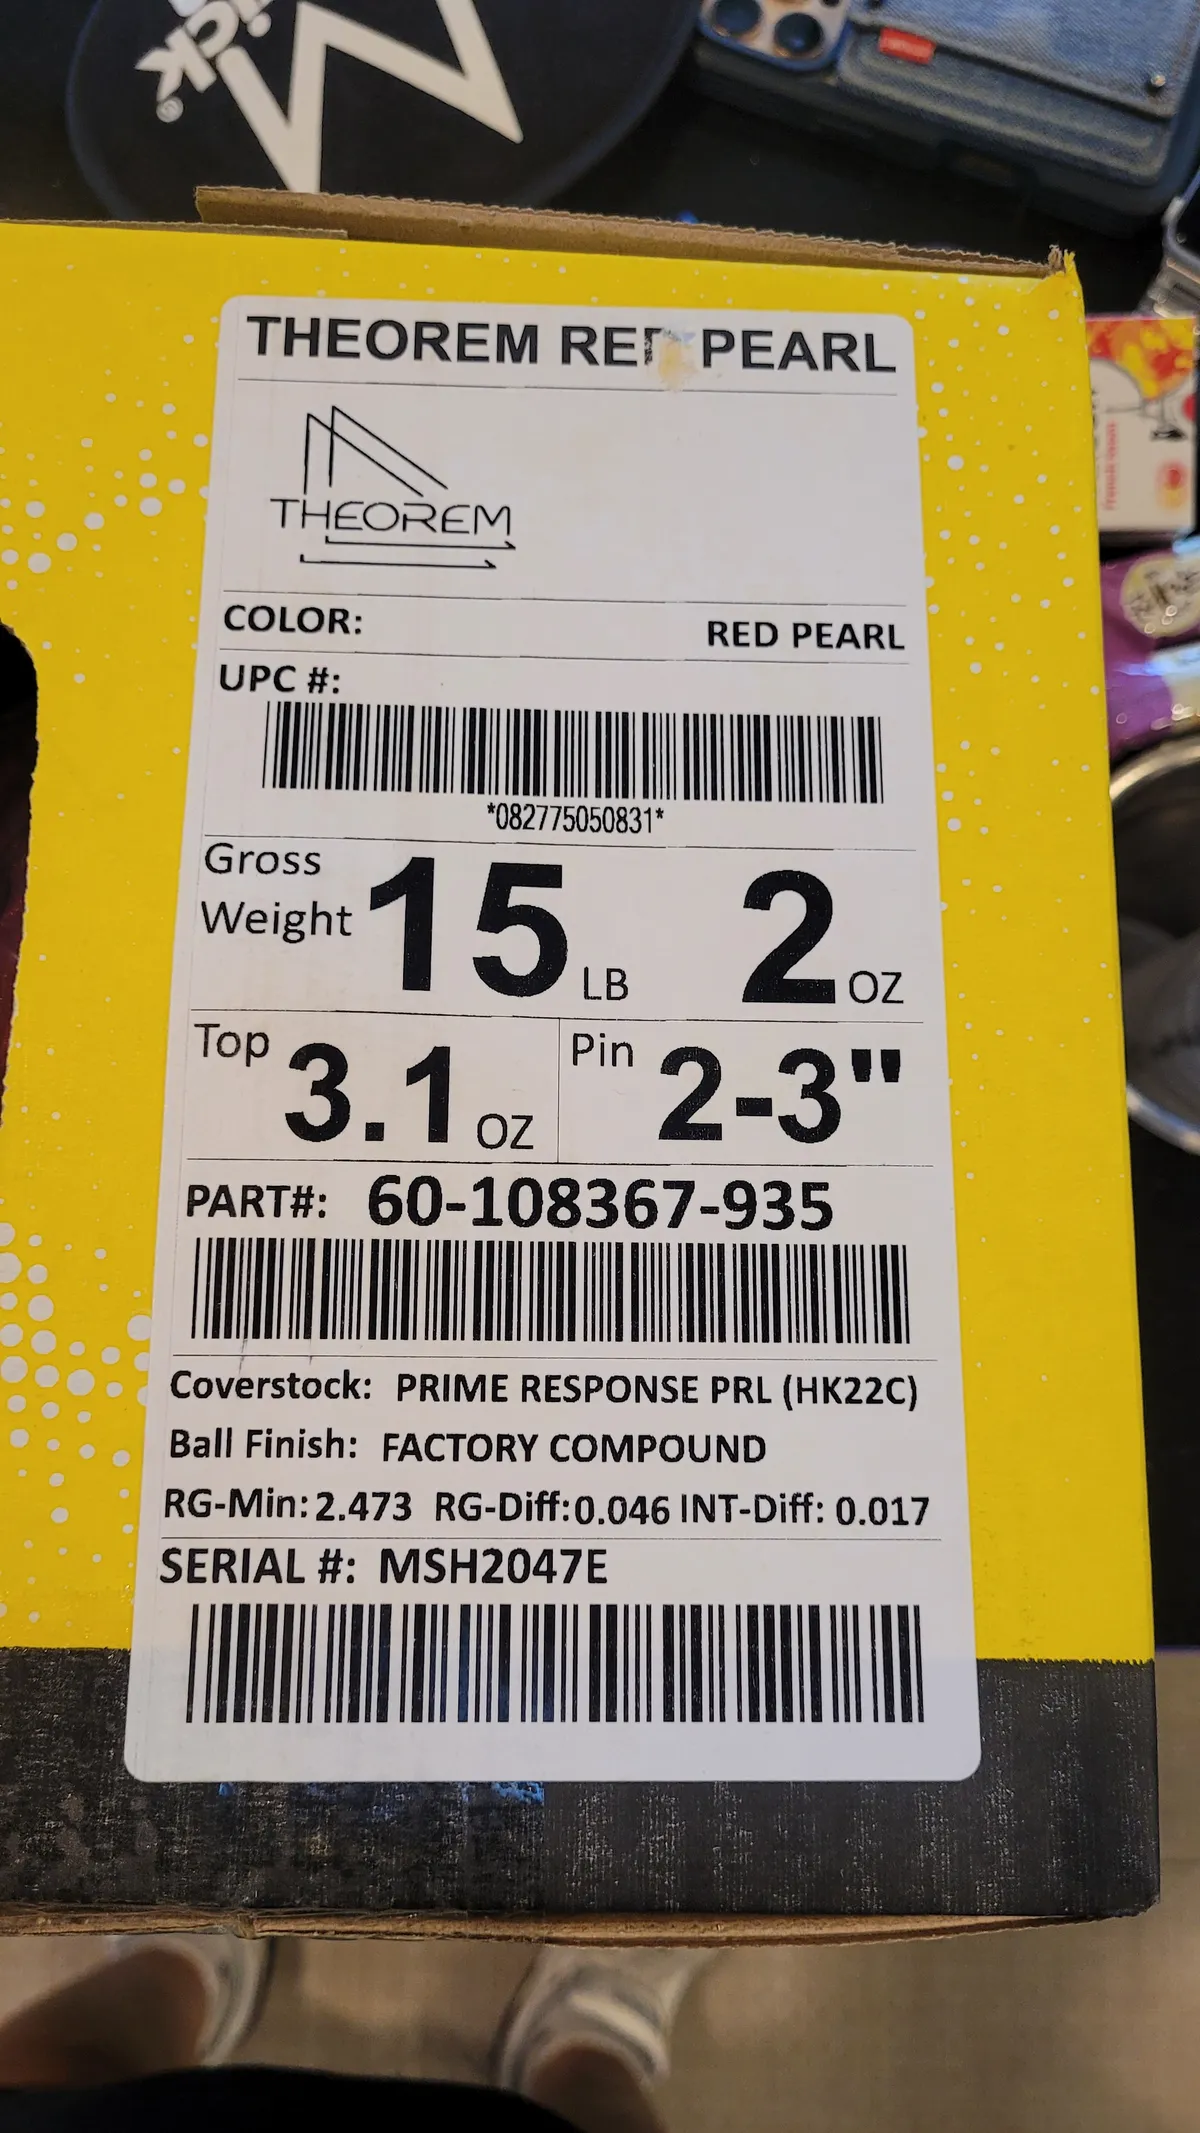 THEOREM RED PEARL
THEOREM
COLOR: RED PEARL
UPC #:
*082775050831*
Gross Weight 15 LB 2 OZ
Top 3.1 OZ Pin 2-3"
PART#: 60-108367-935
Coverstock: PRIME RESPONSE PRL (HK22C)
Ball Finish: FACTORY COMPOUND
RG-Min: 2.473 RG-Diff: 0.046 INT-Diff: 0.017
SERIAL #: MSH2047E